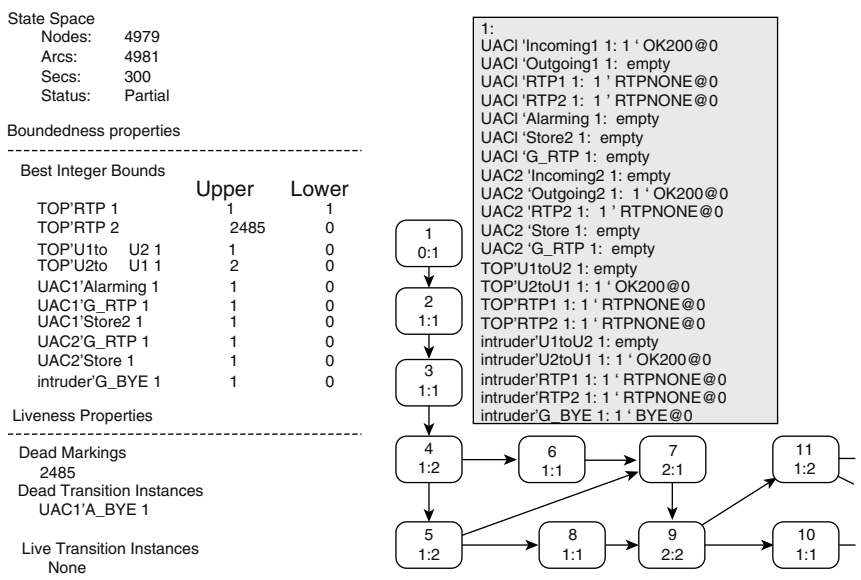 State Space
Nodes: 4979
Arcs: 4981
Secs: 300
Status: Partial
Boundedness properties
Best Integer Bounds
Upper Lower
TOP'RTP 1 1 1
TOP'RTP 2 2485 0
TOP'U1to U2 1 1 0
TOP'U2to U1 1 2 0
UAC1'Alarming 1 1 0
UAC1'G_RTP 1 1 0
UAC1'Store2 1 1 0
UAC2'G_RTP 1 1 0
UAC2'Store 1 1 0
intruder'G_BYE 1 1 0
Liveness Properties
Dead Markings
2485
Dead Transition Instances
UAC1'A_BYE 1
Live Transition Instances
None
1:
UACl 'Incoming1 1: 1 ‘ OK200@0
UACl ‘Outgoing1 1: empty
UACl 'RTP1 1: 1 ’ RTPNONE@0
UACl 'RTP2 1: 1 ’ RTPNONE@0
UACl ‘Alarming 1: empty
UACl ‘Store2 1: empty
UACl ‘G_RTP 1: empty
UAC2 ‘Incoming2 1: empty
UAC2 ‘Outgoing2 1: 1 ‘ OK200@0
UAC2 ‘RTP2 1: 1 ’ RTPNONE@0
UAC2 ‘Store 1: empty
UAC2 ‘G_RTP 1: empty
TOP'U1toU2 1: empty
TOP'U2toU1 1: 1 ‘ OK200@0
TOP'RTP1 1: 1 ‘ RTPNONE@0
TOP'RTP2 1: 1 ‘ RTPNONE@0
intruder'U1toU2 1: empty
intruder'U2toU1 1: 1 ‘ OK200@0
intruder'RTP1 1: 1 ‘ RTPNONE@0
intruder'RTP2 1: 1 ‘ RTPNONE@0
intruder'G_BYE 1: 1 ‘ BYE@0
1
0:1
2
1:1
3
1:1
4
1:2
6
1:1
7
2:1
11
1:2
5
1:2
8
1:1
9
2:2
10
1:1